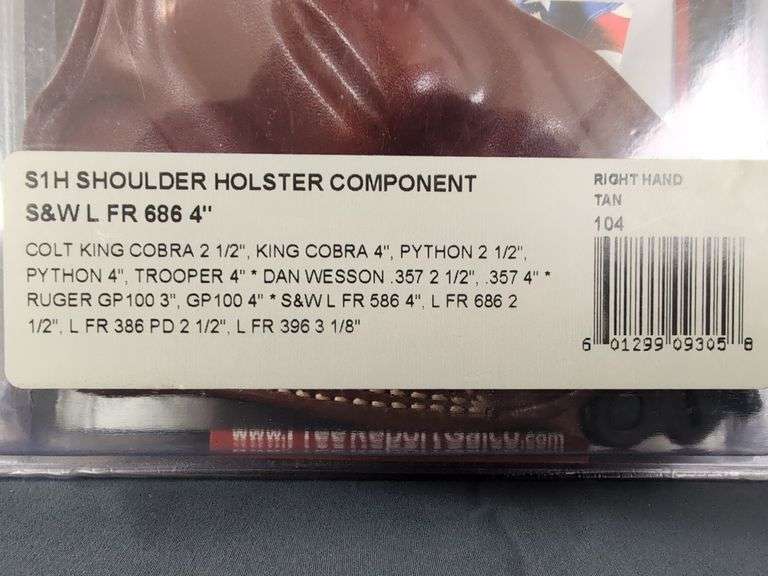 S1H SHOULDER HOLSTER COMPONENT
S&W L FR 686 4"
COLT KING COBRA 2 1/2", KING COBRA 4", PYTHON 2 1/2",
PYTHON 4", TROOPER 4" * DAN WESSON .357 2 1/2", .357 4" *
RUGER GP100 3", GP100 4" * S&W L FR 586 4", L FR 686 2
1/2", L FR 386 PD 2 1/2", L FR 396 3 1/8"
RIGHT HAND
TAN
104
6 01299 09305 8